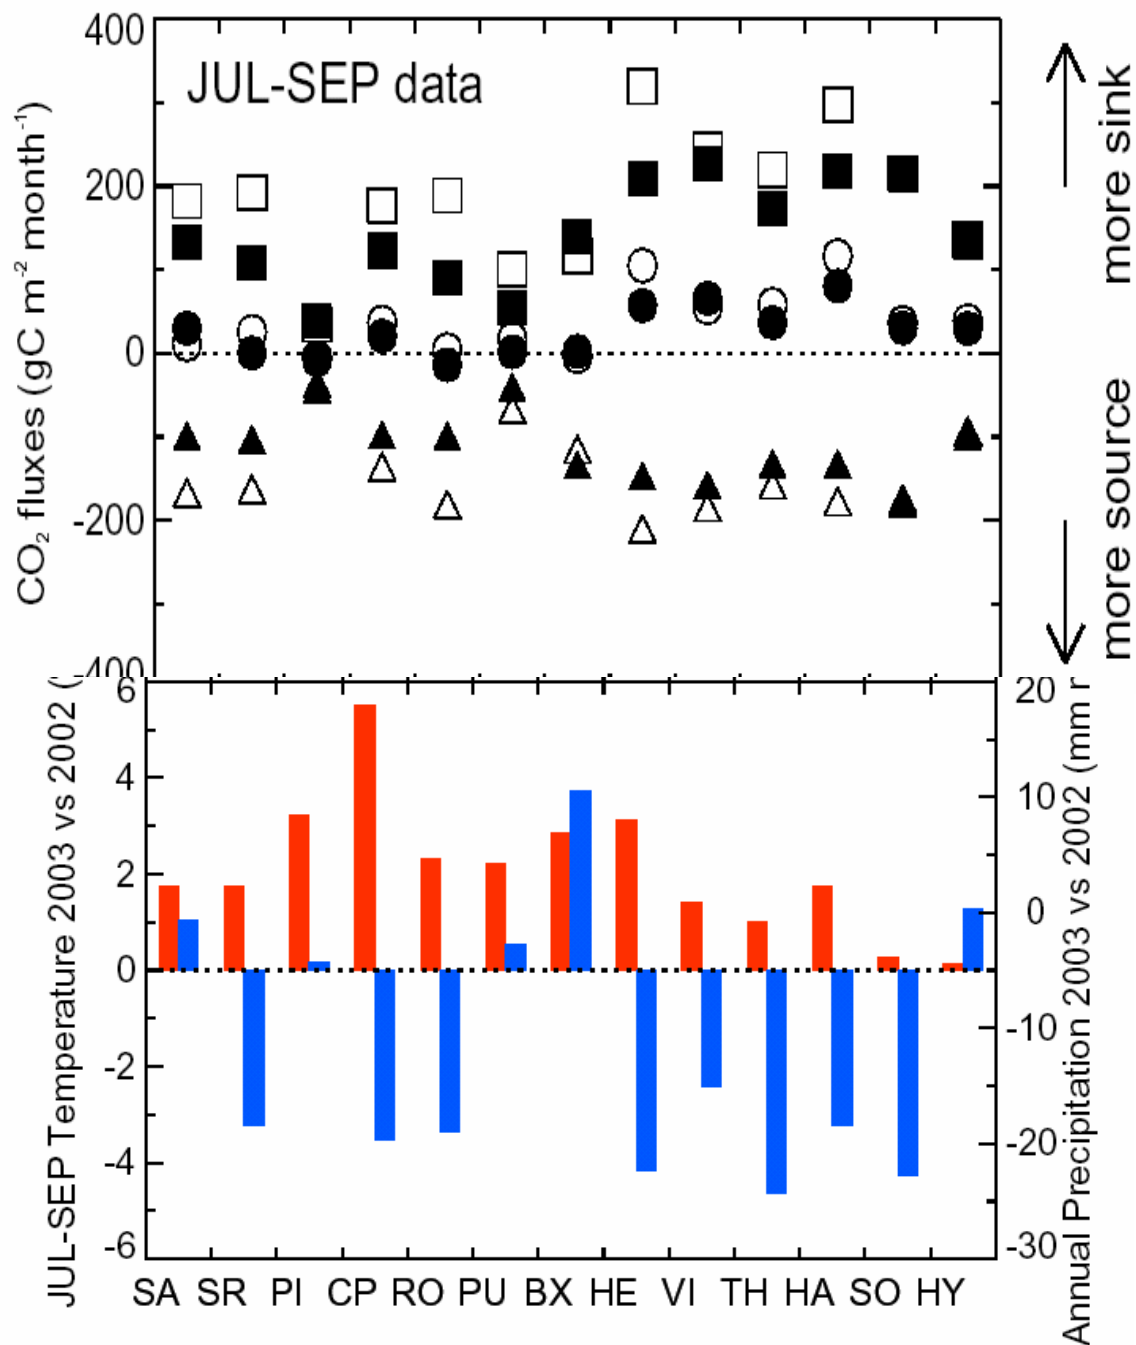 400
200
0
-200
-400
JUL-SEP data
CO₂ fluxes (gC m⁻² month⁻¹)
more sink
more source
6
4
2
0
-2
-4
-6
JUL-SEP Temperature 2003 vs 2002 (
20
10
0
-10
-20
-30
Annual Precipitation 2003 vs 2002 (mm r
SA SR PI CP RO PU BX HE VI TH HA SO HY